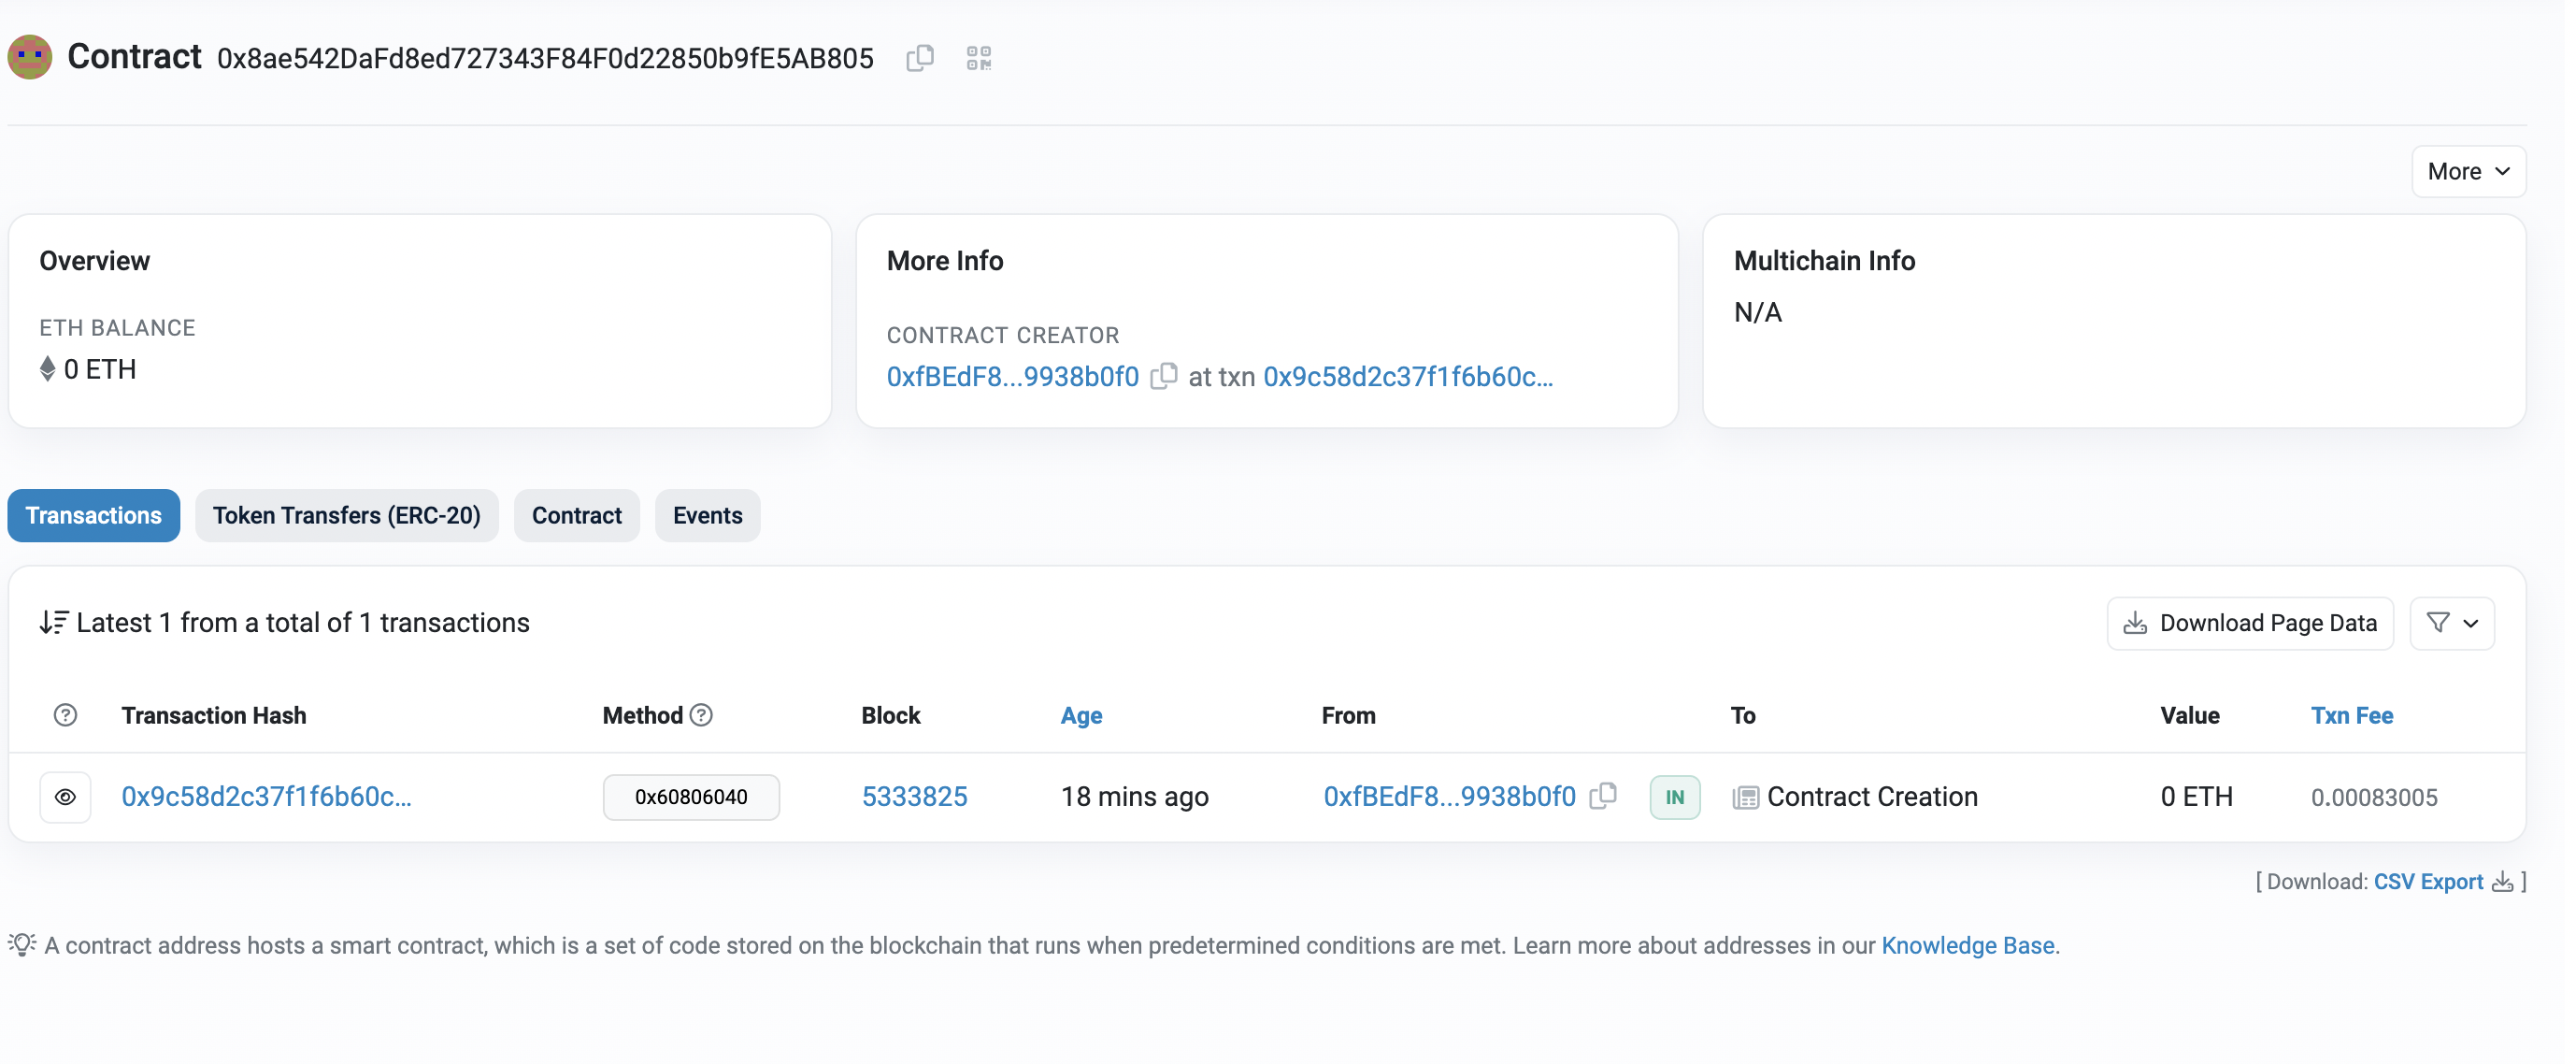 Contract 0x8ae542DaFd8ed727343F84F0d22850b9fE5AB805
More
Overview
ETH BALANCE
0 ETH
More Info
CONTRACT CREATOR
0xfBEdF8...9938b0f0 at txn 0x9c58d2c37f1f6b60c...
Multichain Info
N/A
Transactions Token Transfers (ERC-20) Contract Events
Latest 1 from a total of 1 transactions
Download Page Data
Transaction Hash Method Block Age From To Value Txn Fee
0x9c58d2c37f1f6b60c... 0x60806040 5333825 18 mins ago 0xfBEdF8...9938b0f0 IN Contract Creation 0 ETH 0.00083005
[ Download: CSV Export ]
A contract address hosts a smart contract, which is a set of code stored on the blockchain that runs when predetermined conditions are met. Learn more about addresses in our Knowledge Base.